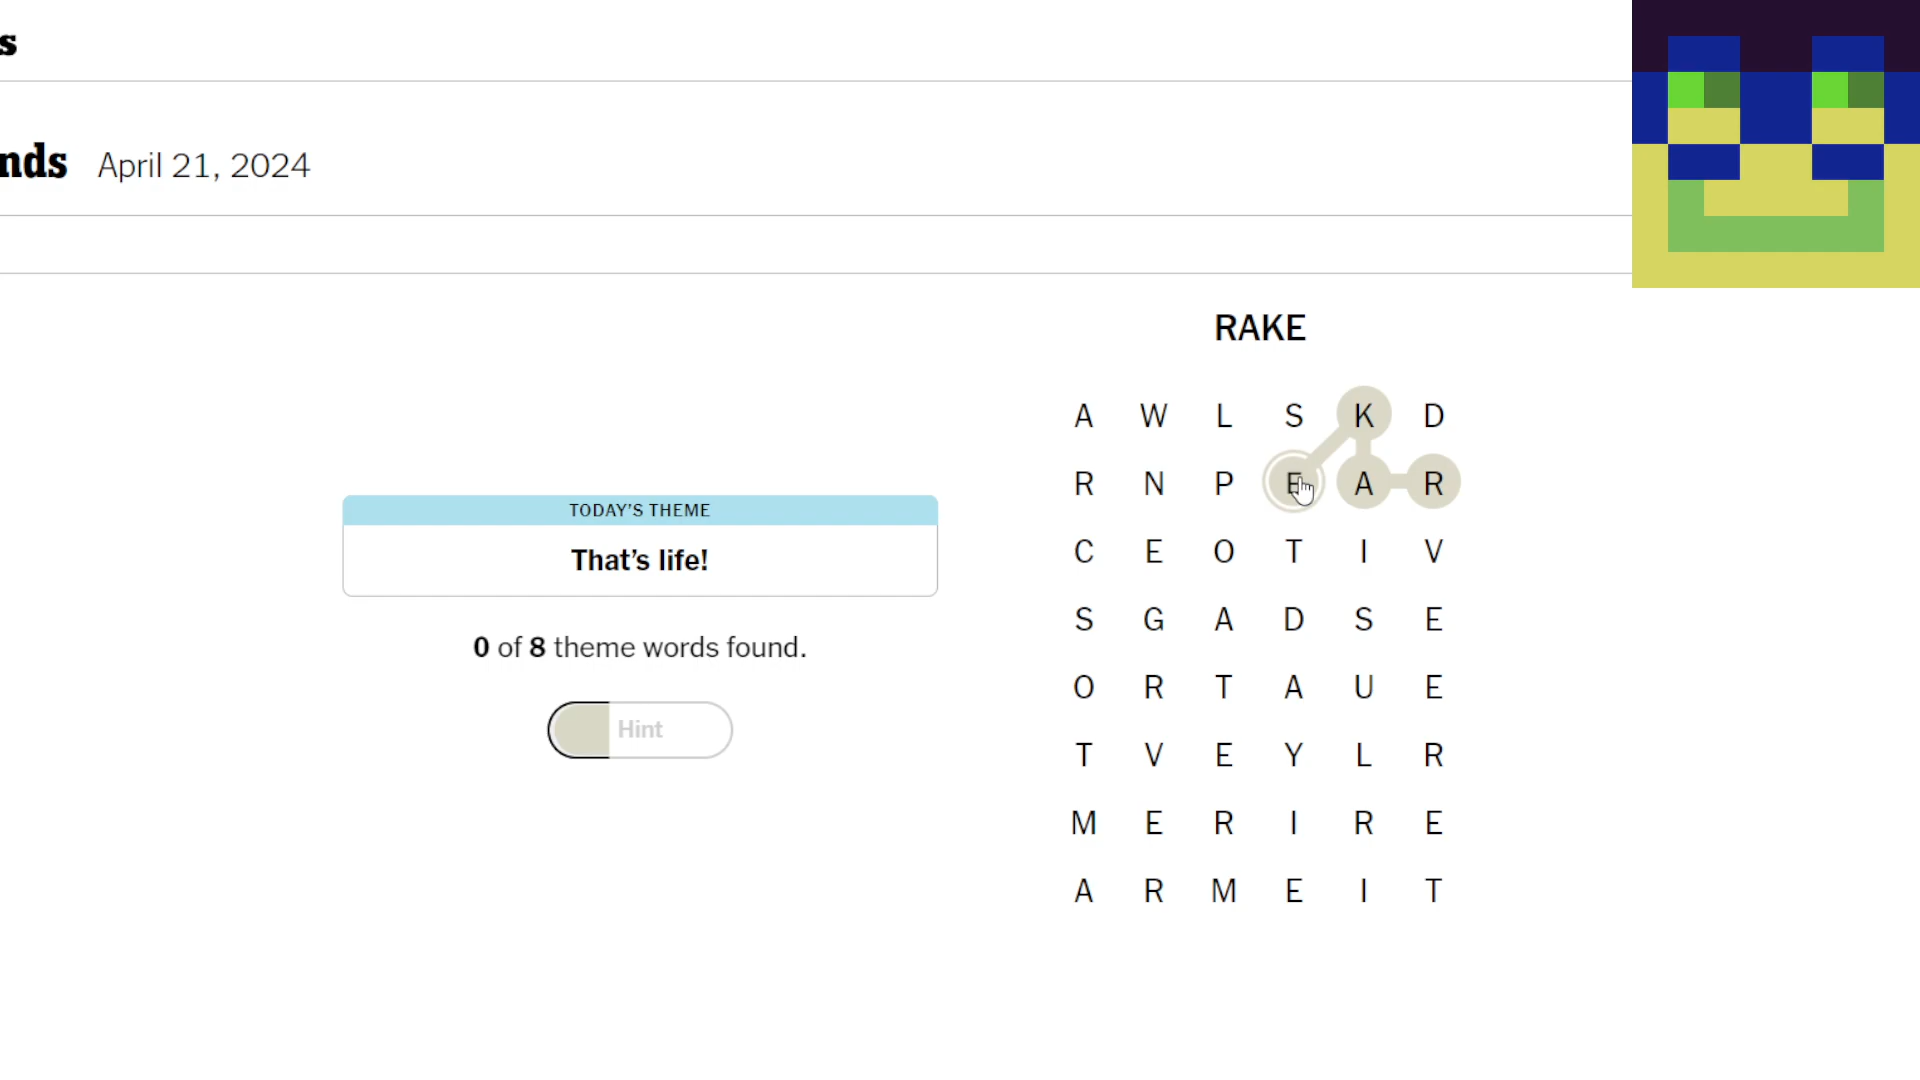 s
nds April 21, 2024
RAKE
A W L S K D
R N P E A R
C E O T I V
S G A D S E
O R T A U E
T V E Y L R
M E R I R E
A R M E I T
TODAY'S THEME
That's life!
0 of 8 theme words found.
Hint